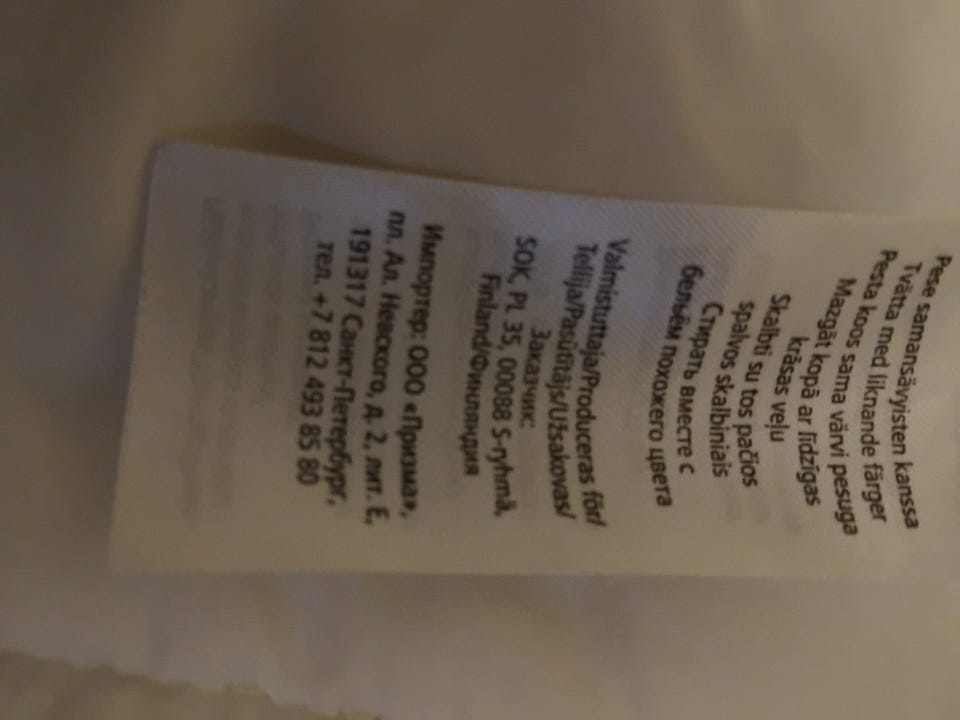 Pese samansävyisten kanssa
Tvätta med liknande färger
Pesta koos sama värvi pesuga
Mazgāt kopā ar līdzīgas
krāsas veļu
Skalbti su tos pačios
spalvos skalbiniais
Стирать вместе с
бельём похожего цвета
Valmistuttaja/Produceras för/
Tellija/Pasūtītājs/Užsakovas/
Заказчик:
SOK, PL 35, 00088 S-ryhmä,
Finland/Финляндия
Импортер: ООО «Призма»,
пл. Ал. Невского, д. 2, лит. Е,
191317 Санкт-Петербург,
тел. +7 812 493 85 80